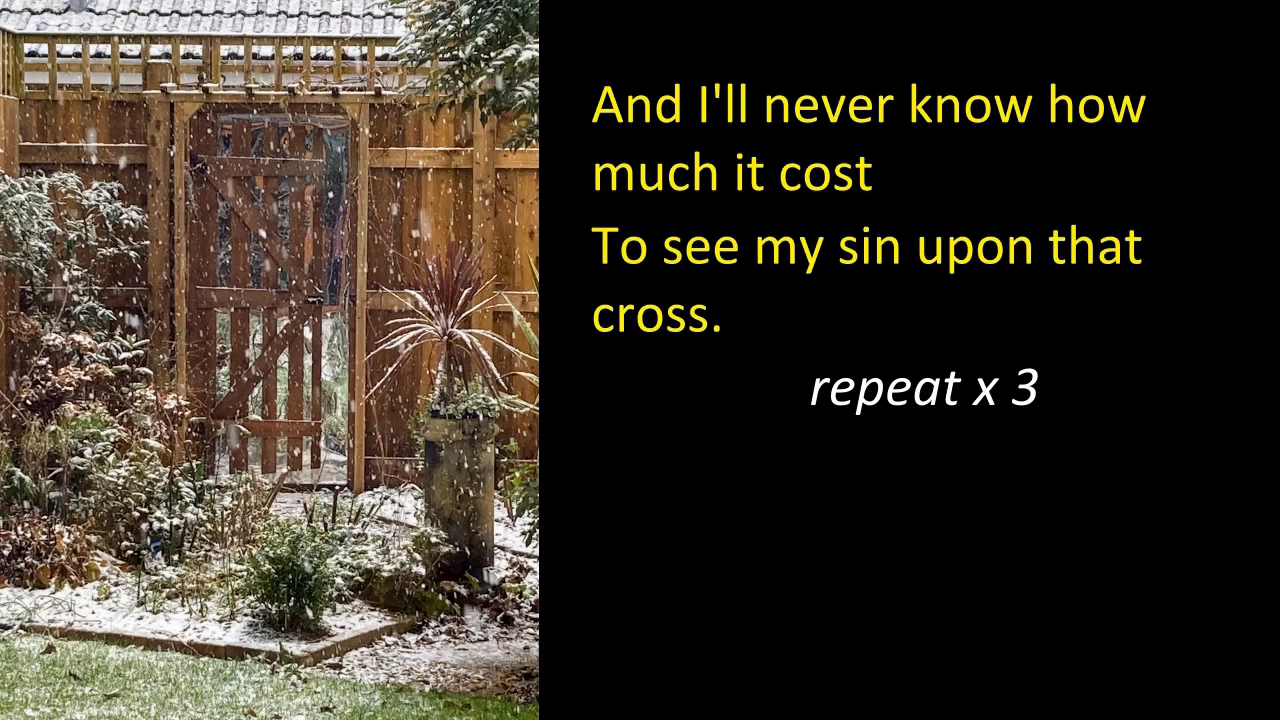 And I'll never know how
much it cost
To see my sin upon that
cross.
repeat x 3